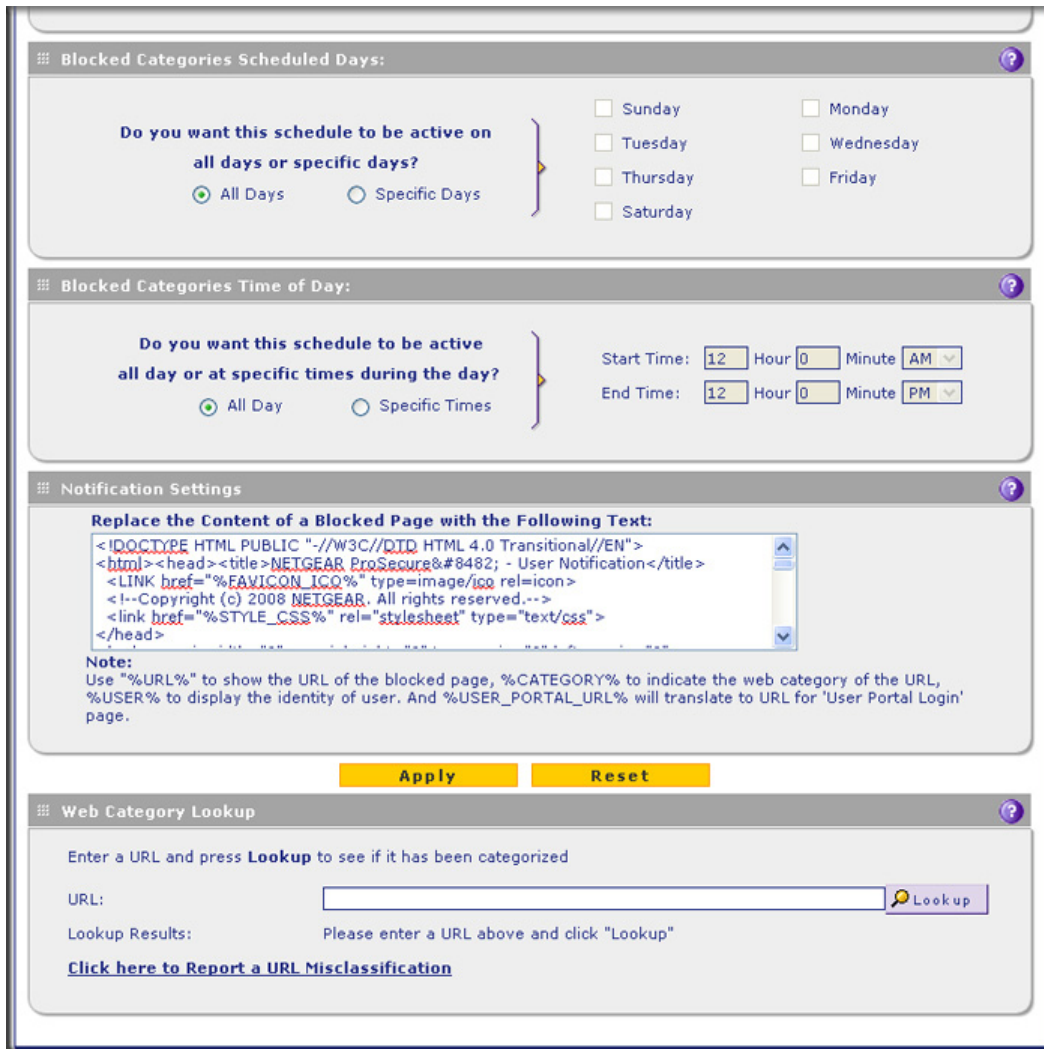 Blocked Categories Scheduled Days:
Do you want this schedule to be active on
all days or specific days?
All Days Specific Days
Sunday Monday
Tuesday Wednesday
Thursday Friday
Saturday
Blocked Categories Time of Day:
Do you want this schedule to be active
all day or at specific times during the day?
All Day Specific Times
Start Time: 12 Hour 0 Minute AM
End Time: 12 Hour 0 Minute PM
Notification Settings
Replace the Content of a Blocked Page with the Following Text:
<!DOCTYPE HTML PUBLIC "-//W3C//DTD HTML 4.0 Transitional//EN">
<html><head><title>NETGEAR ProSecure&#8482; - User Notification</title>
<LINK href="%FAVICON_ICO%" type=image/ico rel=icon>
<!--Copyright (c) 2008 NETGEAR. All rights reserved.-->
<link href="%STYLE_CSS%" rel="stylesheet" type="text/css">
</head>
Note:
Use "%URL%" to show the URL of the blocked page, %CATEGORY% to indicate the web category of the URL,
%USER% to display the identity of user. And %USER_PORTAL_URL% will translate to URL for 'User Portal Login'
page.
Apply Reset
Web Category Lookup
Enter a URL and press Lookup to see if it has been categorized
URL: Lookup
Lookup Results: Please enter a URL above and click "Lookup"
Click here to Report a URL Misclassification